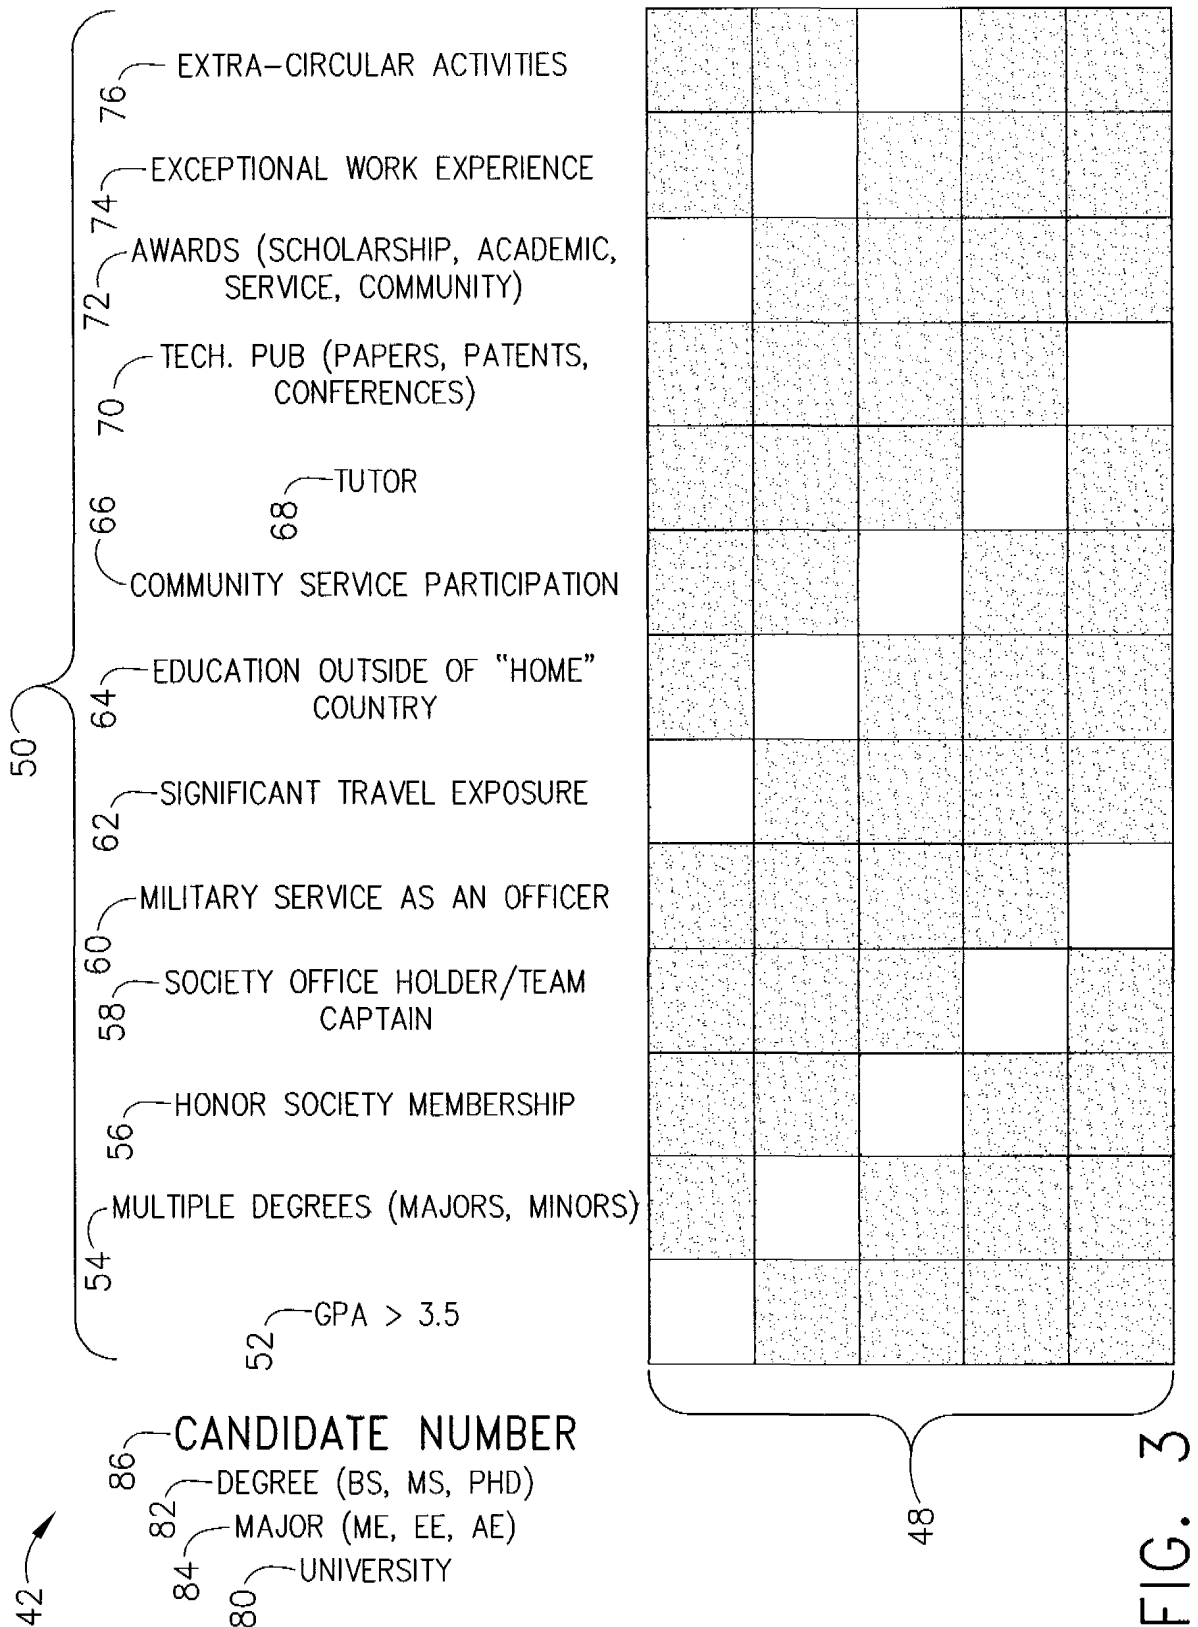 76
EXTRA-CIRCULAR ACTIVITIES
74
EXCEPTIONAL WORK EXPERIENCE
72
AWARDS (SCHOLARSHIP, ACADEMIC,
SERVICE, COMMUNITY)
70
TECH. PUB (PAPERS, PATENTS,
CONFERENCES)
68
TUTOR
66
COMMUNITY SERVICE PARTICIPATION
64
EDUCATION OUTSIDE OF "HOME"
COUNTRY
50
62
SIGNIFICANT TRAVEL EXPOSURE
60
MILITARY SERVICE AS AN OFFICER
58
SOCIETY OFFICE HOLDER/TEAM
CAPTAIN
56
HONOR SOCIETY MEMBERSHIP
54
MULTIPLE DEGREES (MAJORS, MINORS)
52
GPA > 3.5
86
CANDIDATE NUMBER
82
DEGREE (BS, MS, PHD)
84
MAJOR (ME, EE, AE)
80
UNIVERSITY
42
48
FIG. 3